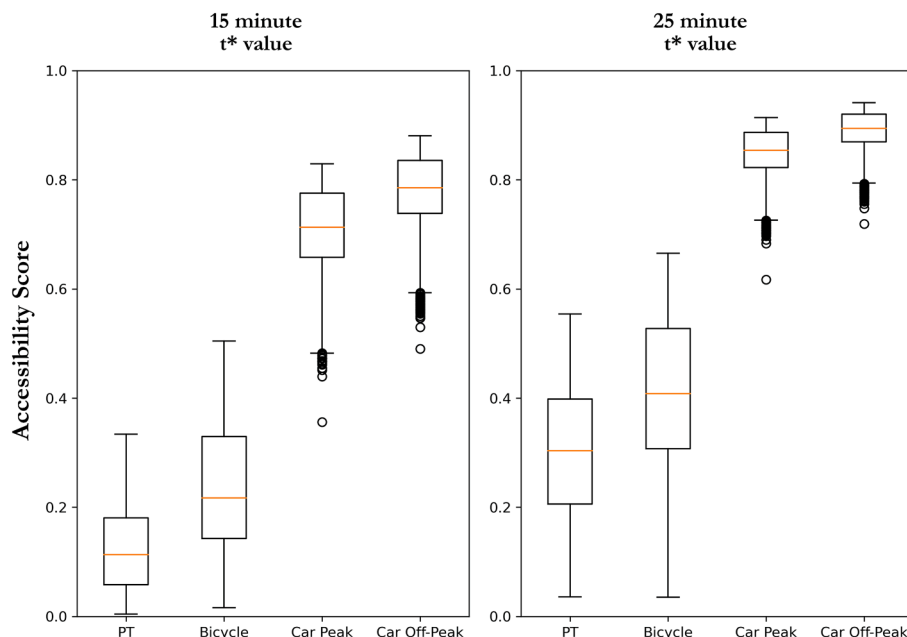 15 minute
t* value
25 minute
t* value
Accessibility Score
1.0
0.8
0.6
0.4
0.2
0.0
PT Bicycle Car Peak Car Off-Peak
1.0
0.8
0.6
0.4
0.2
0.0
PT Bicycle Car Peak Car Off-Peak